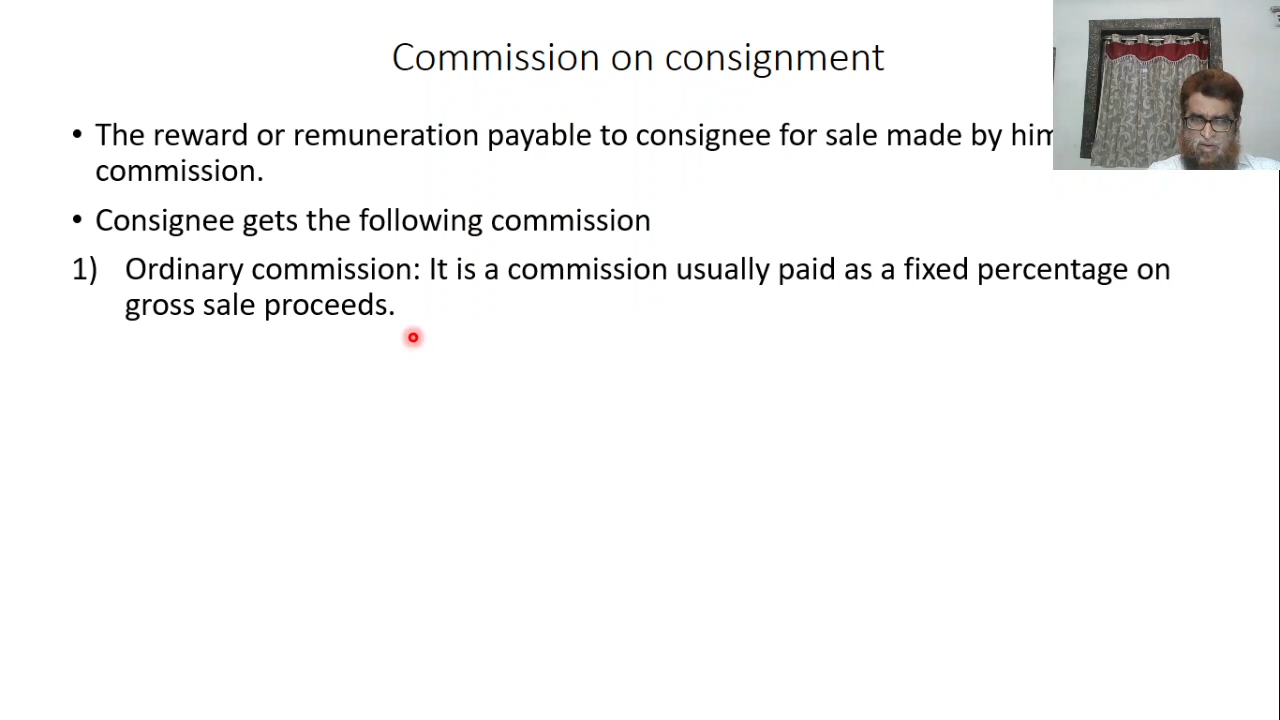 Commission on consignment
• The reward or remuneration payable to consignee for sale made by him
commission.
• Consignee gets the following commission
1) Ordinary commission: It is a commission usually paid as a fixed percentage on
gross sale proceeds.